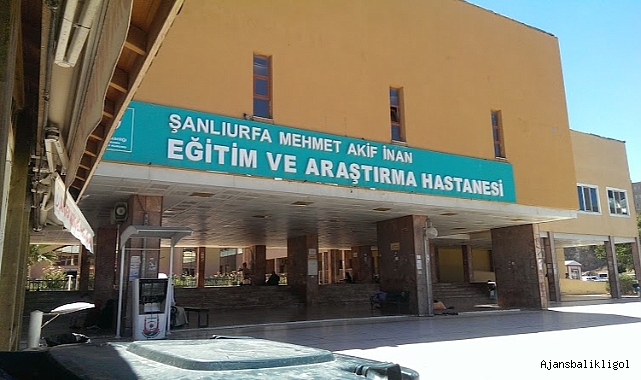 ŞANLIURFA MEHMET AKİF İNAN
EĞİTİM VE ARAŞTIRMA HASTANESİ
Ajansbalikligol